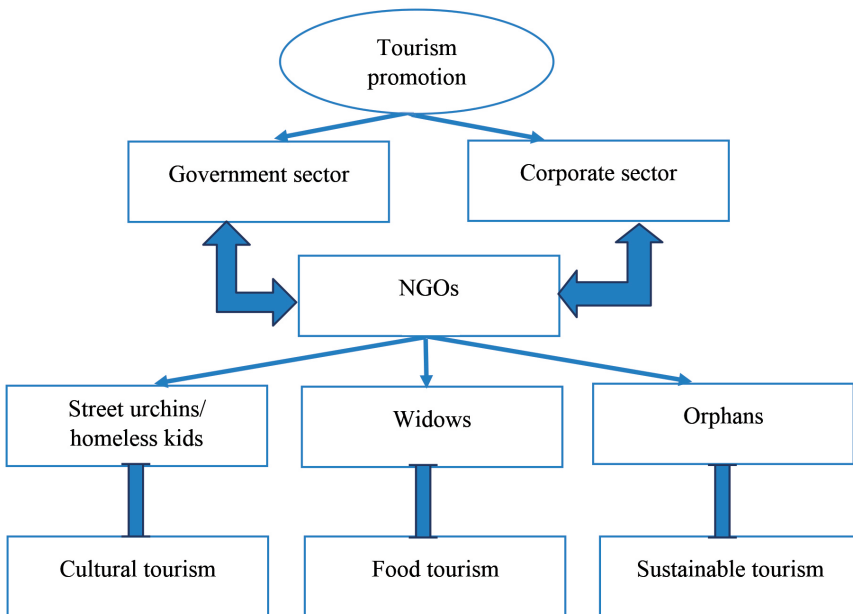 Tourism
promotion
Government sector
Corporate sector
NGOs
Street urchins/
homeless kids
Widows
Orphans
Cultural tourism
Food tourism
Sustainable tourism